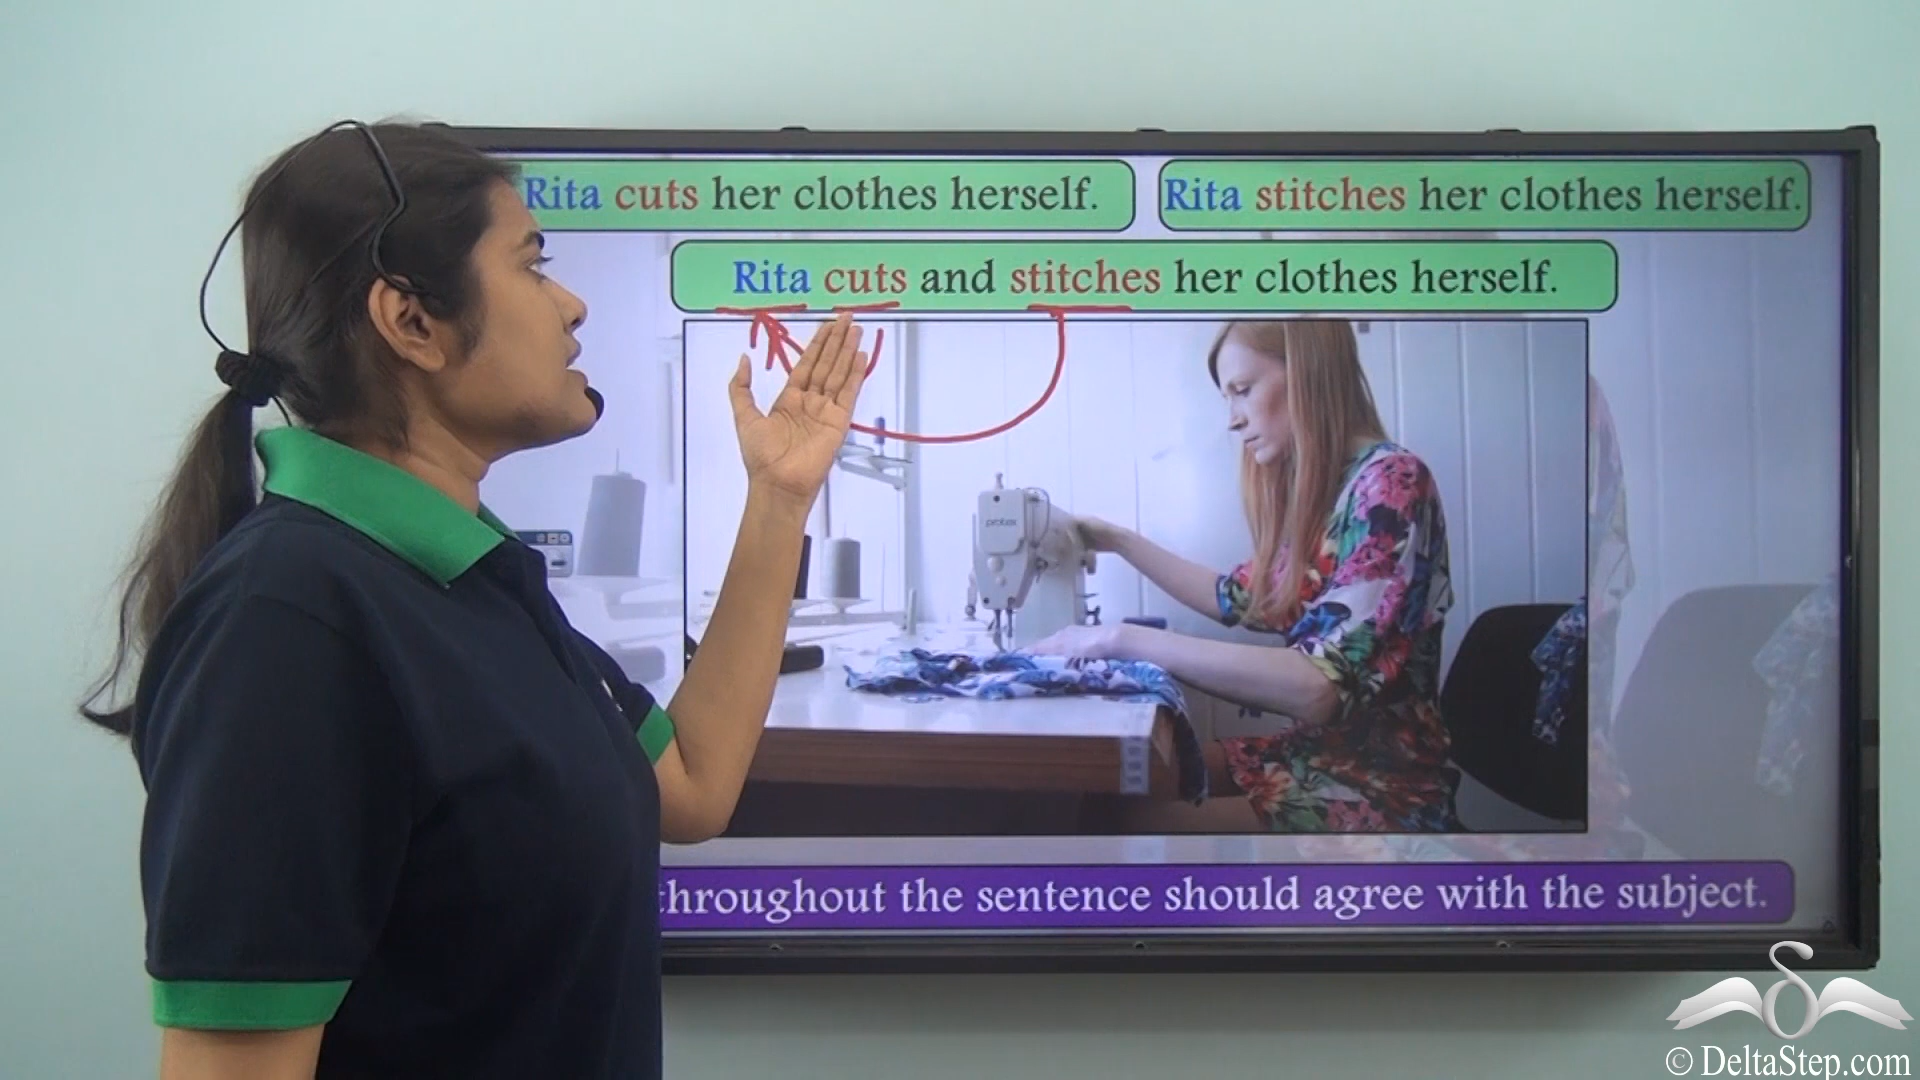 Rita cuts her clothes herself.
Rita stitches her clothes herself.
Rita cuts and stitches her clothes herself.
protex
throughout the sentence should agree with the subject.
© DeltaStep.com